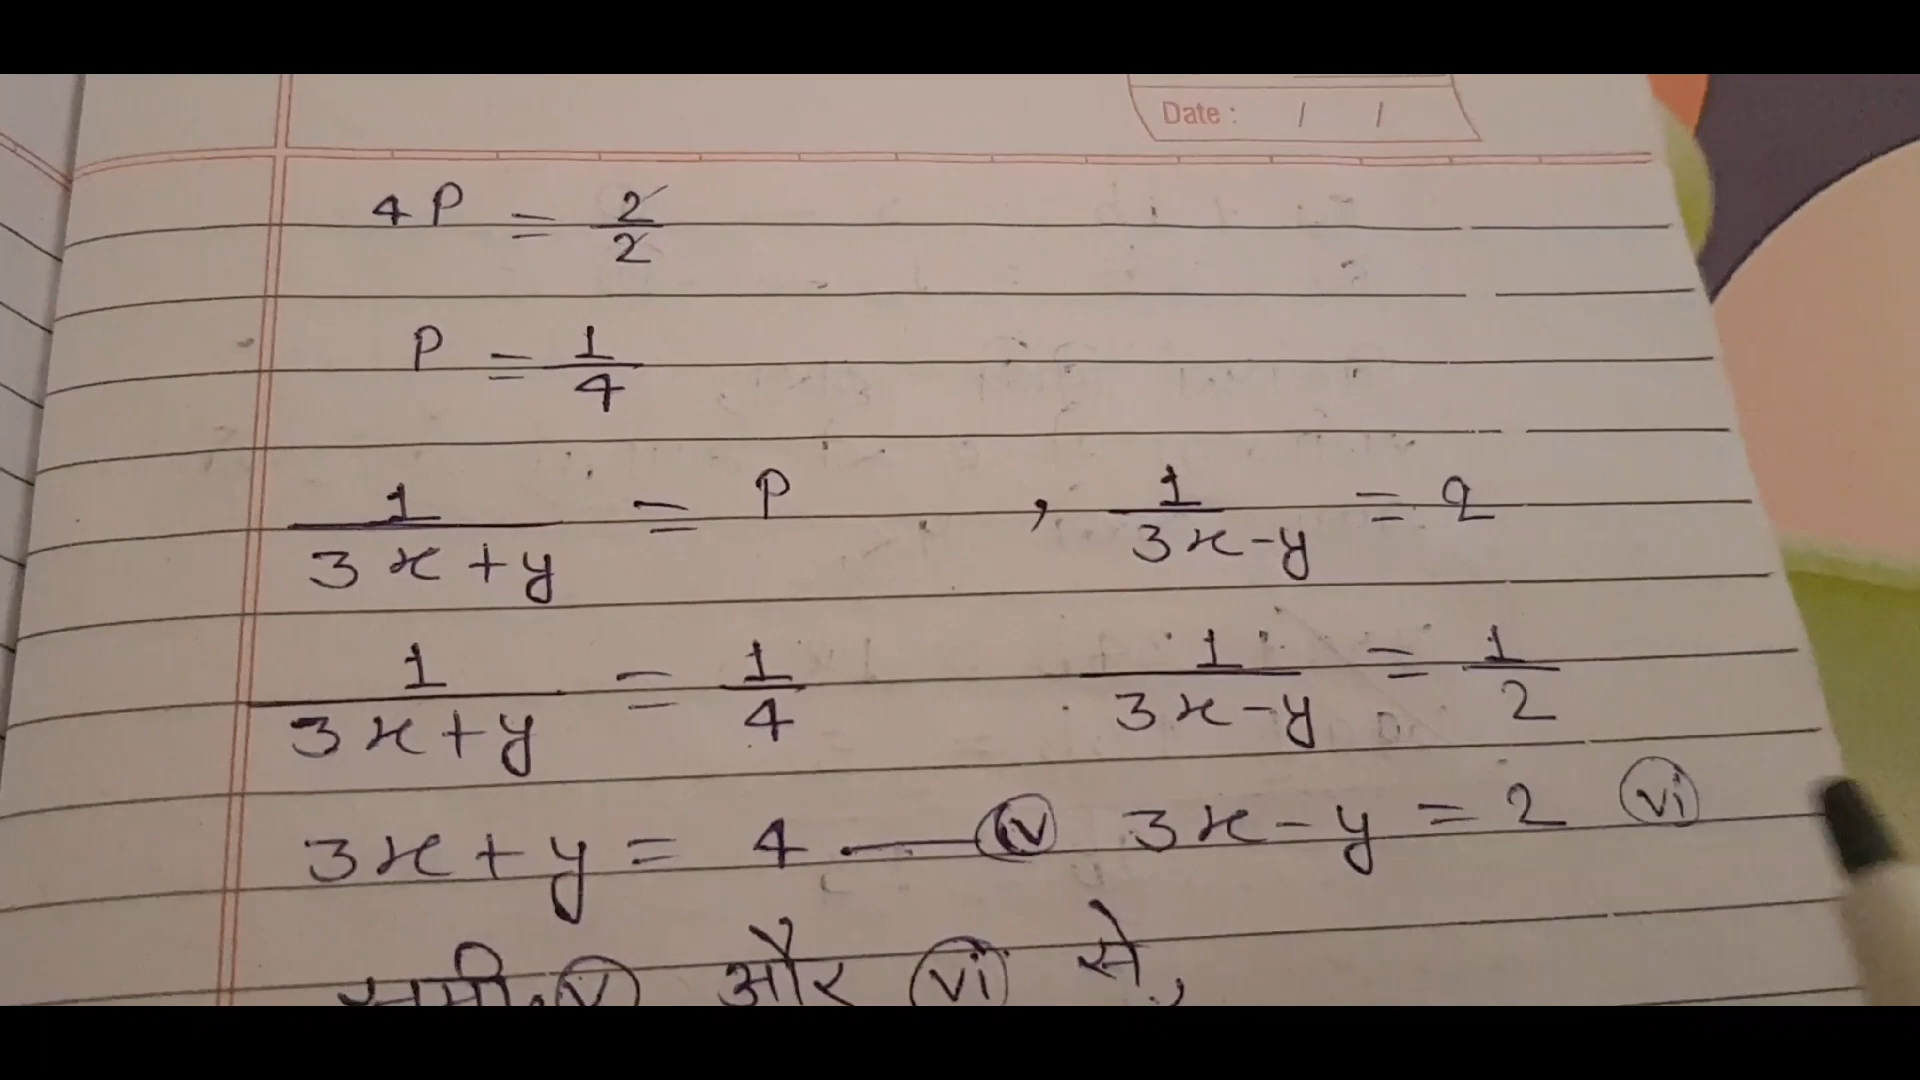 Date : / /
4P = 2/2
P = 1/4
1/(3x+y) = P , 1/(3x-y) = q
1/(3x+y) = 1/4 1/(3x-y) = 1/2
3x+y = 4 — (v) 3x-y = 2 (vi)
समी. (v) और (vi) से,